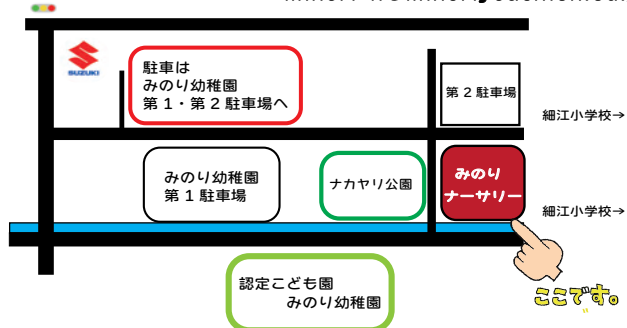 SUZUKI
駐車は
みのり幼稚園
第1・第2駐車場へ
第2駐車場
細江小学校→
みのり幼稚園
第1駐車場
ナカヤリ公園
みのり
ナーサリー
細江小学校→
認定こども園
みのり幼稚園
ここです。